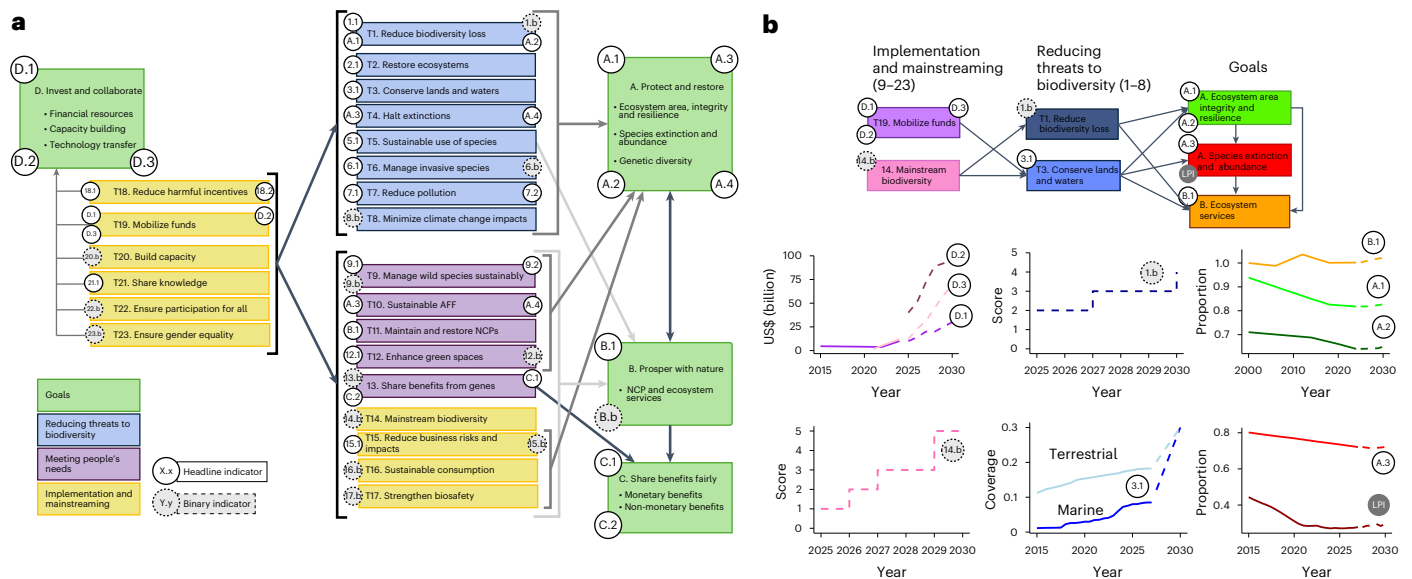 a
D.1
D. Invest and collaborate
• Financial resources
• Capacity building
• Technology transfer
D.2
D.3
18.1
T18. Reduce harmful incentives
18.2
D.1
D.2
T19. Mobilize funds
D.3
20.b
T20. Build capacity
21.1
T21. Share knowledge
22.b
T22. Ensure participation for all
23.b
T23. Ensure gender equality
Goals
Reducing threats to
biodiversity
Meeting people's
needs
Implementation and
mainstreaming
X.x
Headline indicator
Y.y
Binary indicator
1.1
1.b
T1. Reduce biodiversity loss
A.1
A.2
2.1
T2. Restore ecosystems
3.1
T3. Conserve lands and waters
A.3
T4. Halt extinctions
A.4
5.1
T5. Sustainable use of species
6.1
T6. Manage invasive species
6.b
7.1
T7. Reduce pollution
7.2
8.b
T8. Minimize climate change impacts
9.1
9.2
T9. Manage wild species sustainably
9.b
A.3
T10. Sustainable AFF
A.4
B.1
T11. Maintain and restore NCPs
12.1
T12. Enhance green spaces
12.b
13.b
C.1
13. Share benefits from genes
C.2
14.b
T14. Mainstream biodiversity
15.1
T15. Reduce business risks and
impacts
15.b
16.b
T16. Sustainable consumption
17.b
T17. Strengthen biosafety
A.1
A.3
A. Protect and restore
• Ecosystem area, integrity
and resilience
• Species extinction and
abundance
• Genetic diversity
A.2
A.4
B.1
B. Prosper with nature
• NCP and ecosystem
services
B.b
C.1
C. Share benefits fairly
• Monetary benefits
• Non-monetary benefits
C.2
b
Implementation
and mainstreaming
(9–23)
Reducing
threats to
biodiversity (1–8)
Goals
D.1
D.3
T19. Mobilize funds
D.2
14.b
14. Mainstream
biodiversity
1.b
T1. Reduce
biodiversity loss
3.1
T3. Conserve lands
and waters
A.1
A. Ecosystem area
integrity and
resilience
A.2
A.3
A. Species extinction
and abundance
LPI
B.1
B. Ecosystem
services
US$ (billion)
100
75
50
25
0
D.2
D.3
D.1
2015
2020
2025
2030
Year
Score
5
4
3
2
1
0
1.b
2025
2026
2027
2028
2029
2030
Year
Proportion
1.0
0.9
0.8
0.7
B.1
A.1
A.2
2000
2010
2020
2030
Year
Score
5
4
3
2
1
0
14.b
2025
2026
2027
2028
2029
2030
Year
Coverage
0.3
0.2
0.1
0
Terrestrial
3.1
Marine
2015
2020
2025
2030
Year
Proportion
0.8
0.6
0.4
A.3
LPI
2015
2020
2025
2030
Year